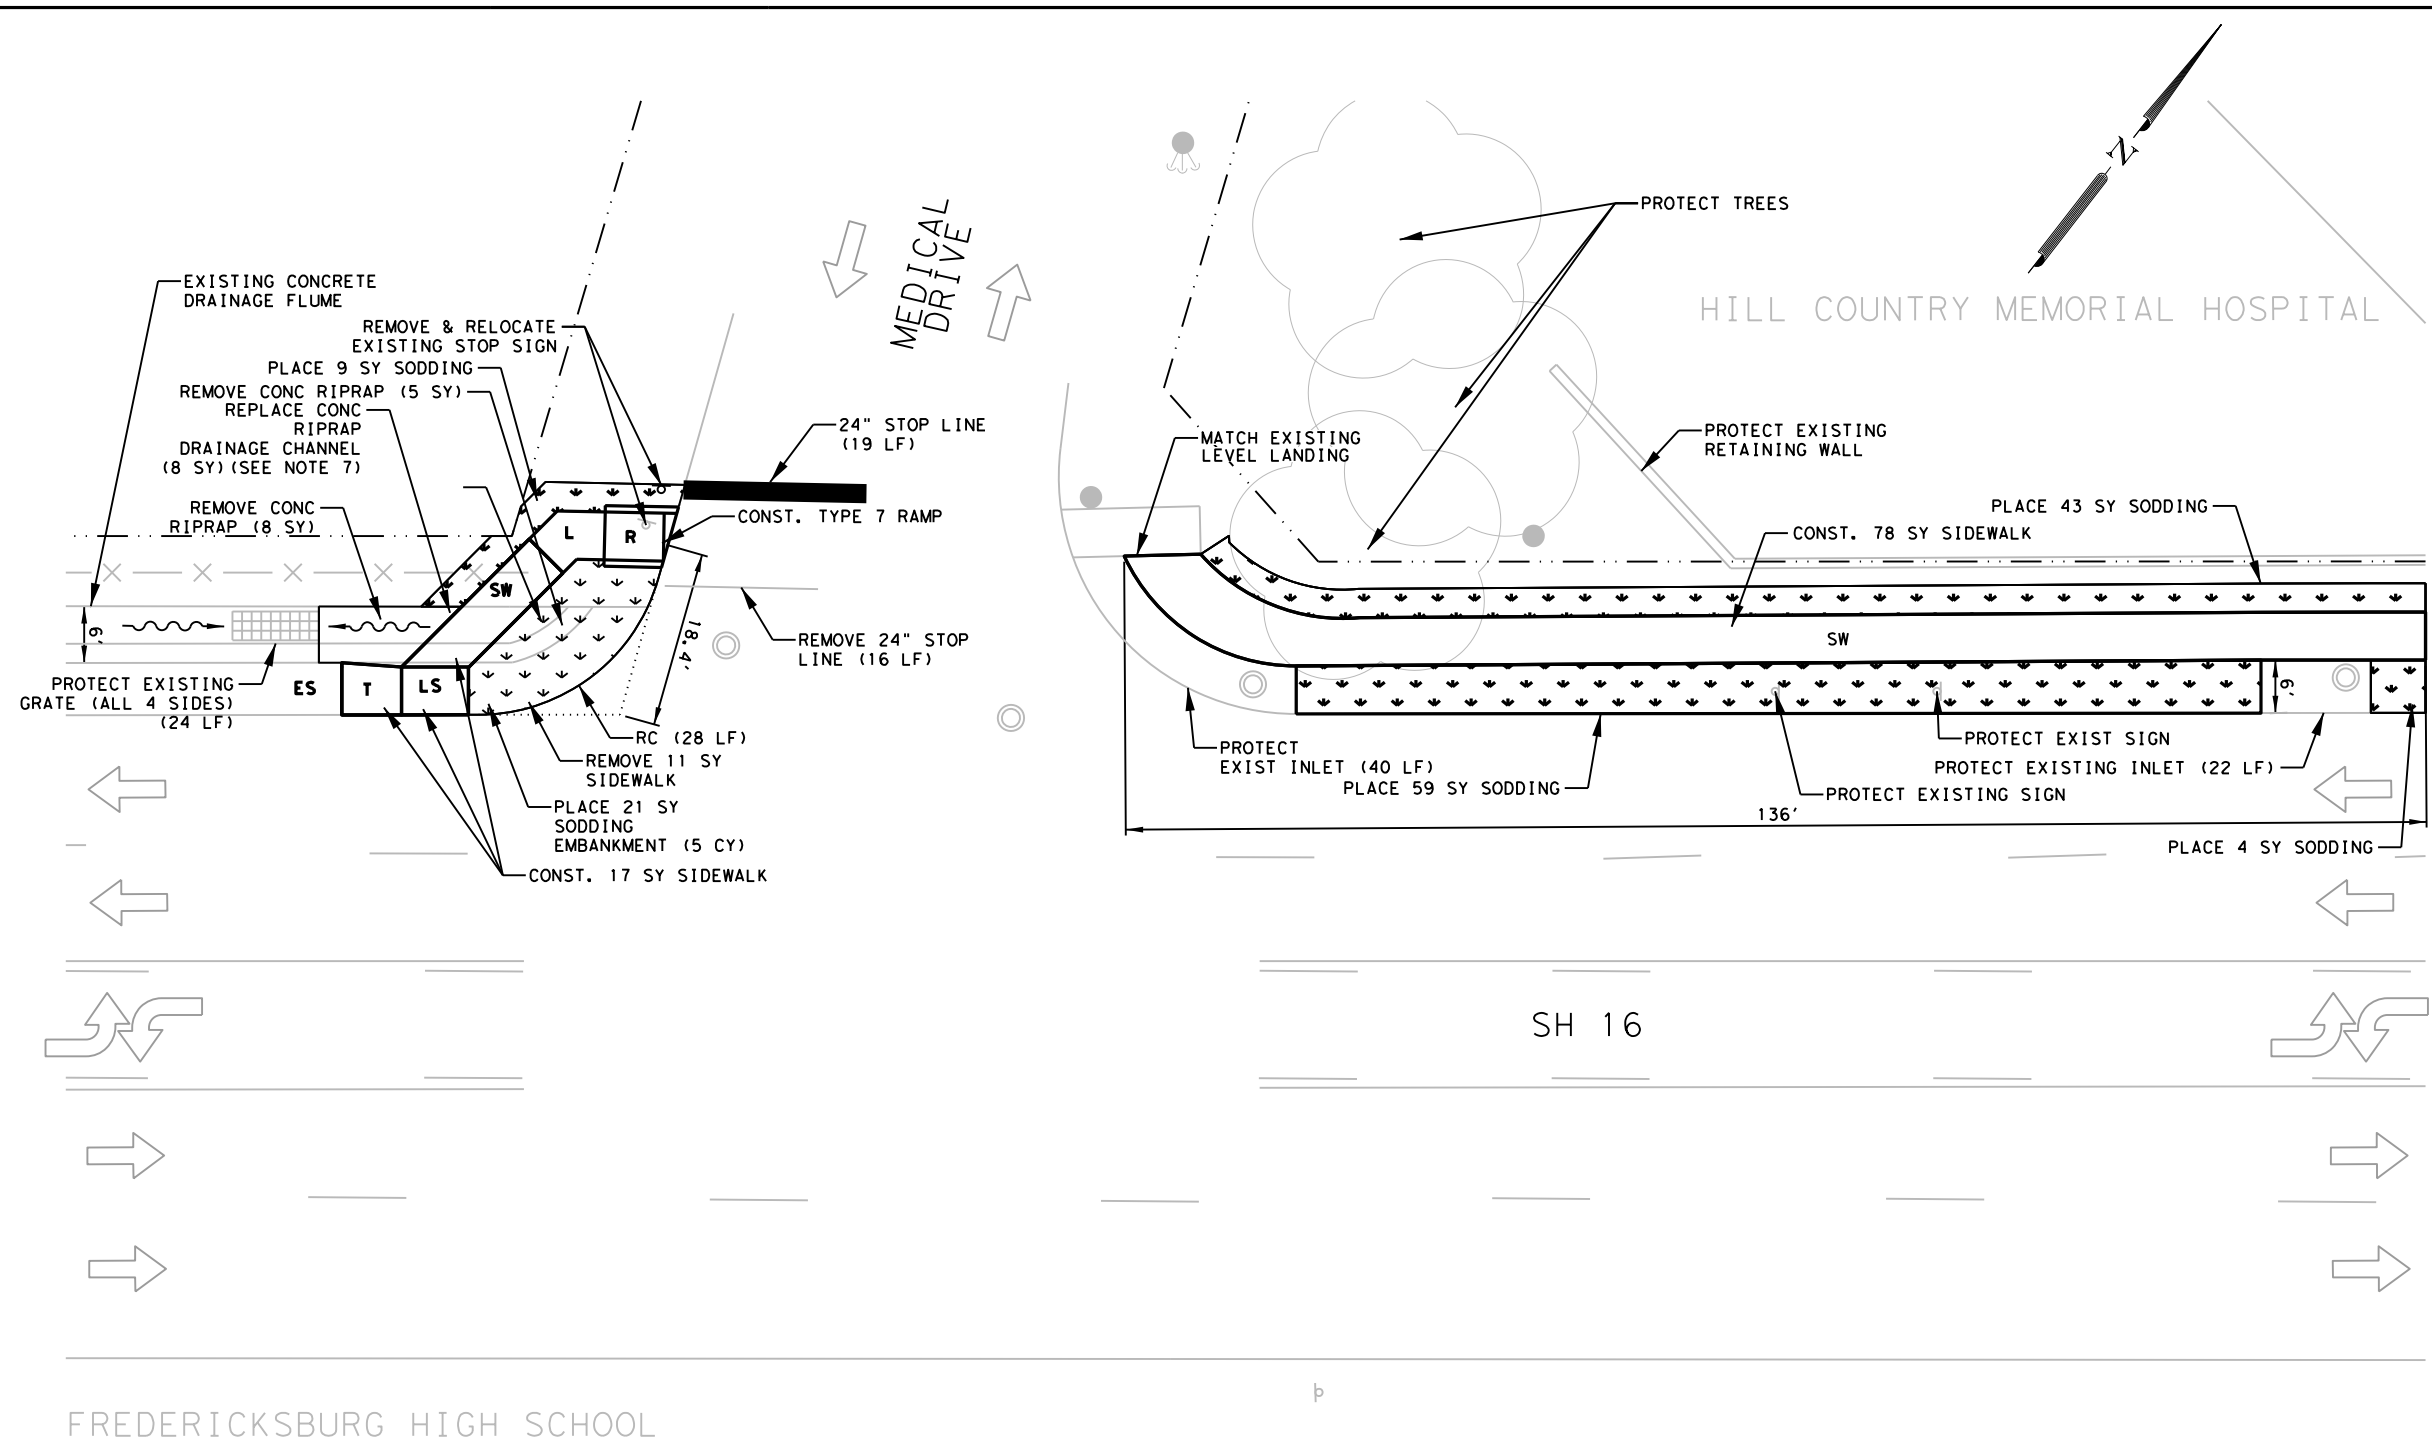 N
PROTECT TREES
MEDICAL
DRIVE
HILL COUNTRY MEMORIAL HOSPITAL
EXISTING CONCRETE
DRAINAGE FLUME
REMOVE & RELOCATE
EXISTING STOP SIGN
PLACE 9 SY SODDING
REMOVE CONC RIPRAP (5 SY)
REPLACE CONC
RIPRAP
DRAINAGE CHANNEL
(8 SY)(SEE NOTE 7)
REMOVE CONC
RIPRAP (8 SY)
24" STOP LINE
(19 LF)
CONST. TYPE 7 RAMP
L
R
SW
6'
18.4'
REMOVE 24" STOP
LINE (16 LF)
PROTECT EXISTING
GRATE (ALL 4 SIDES)
(24 LF)
ES
T
LS
RC (28 LF)
REMOVE 11 SY
SIDEWALK
PLACE 21 SY
SODDING
EMBANKMENT (5 CY)
CONST. 17 SY SIDEWALK
MATCH EXISTING
LEVEL LANDING
PROTECT EXISTING
RETAINING WALL
PLACE 43 SY SODDING
CONST. 78 SY SIDEWALK
SW
6'
PROTECT
EXIST INLET (40 LF)
PLACE 59 SY SODDING
PROTECT EXIST SIGN
PROTECT EXISTING INLET (22 LF)
PROTECT EXISTING SIGN
136'
PLACE 4 SY SODDING
SH 16
FREDERICKSBURG HIGH SCHOOL